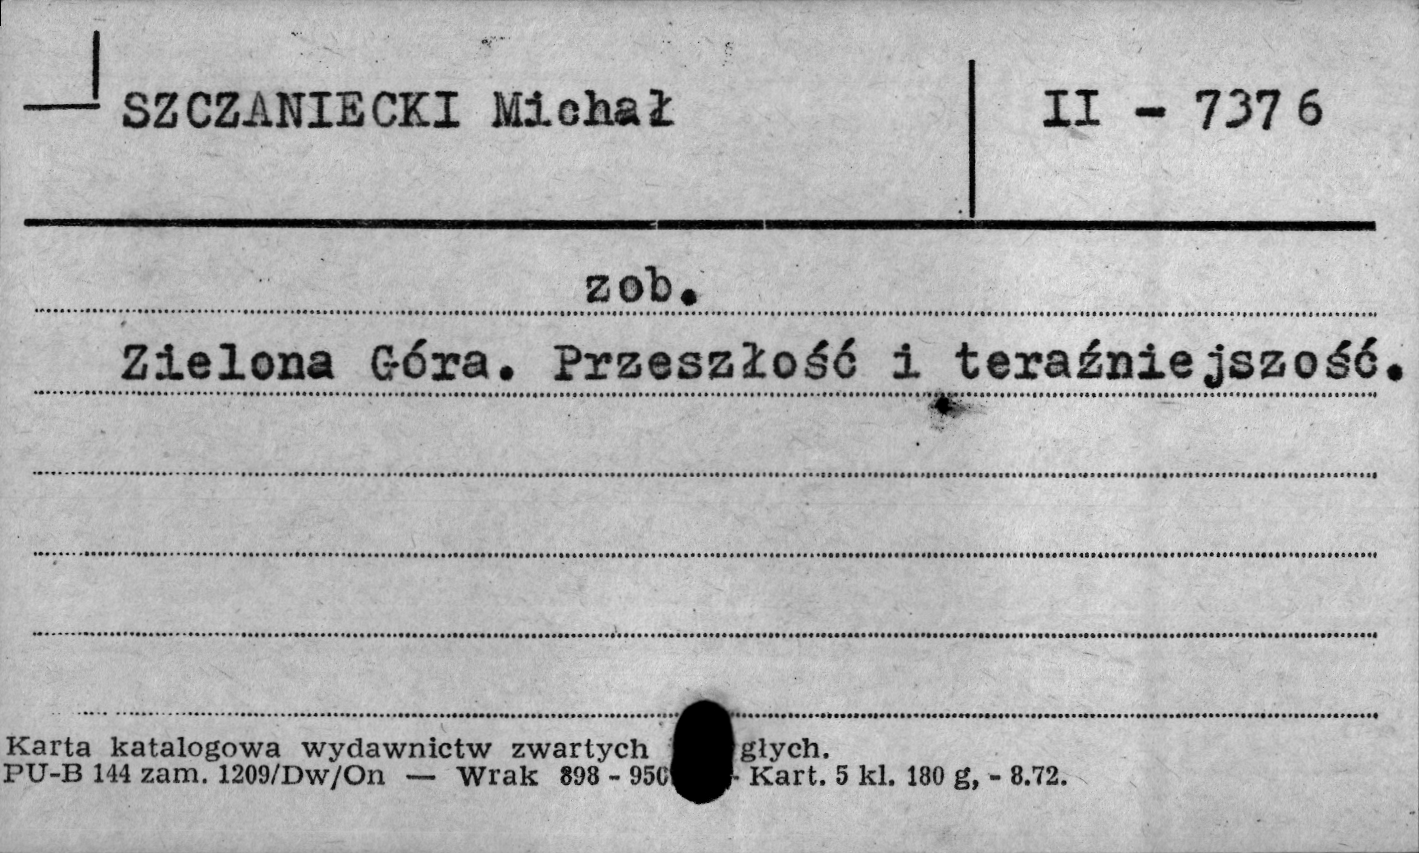 SZCZANIECKI Michał
II - 7376
zob.
Zielona Góra. Przeszłość i teraźniejszość.
Karta katalogowa wydawnictw zwartych głych.
PU-B 144 zam. 1209/Dw/On — Wrak 898 - 950 - Kart. 5 kl. 180 g, - 8.72.